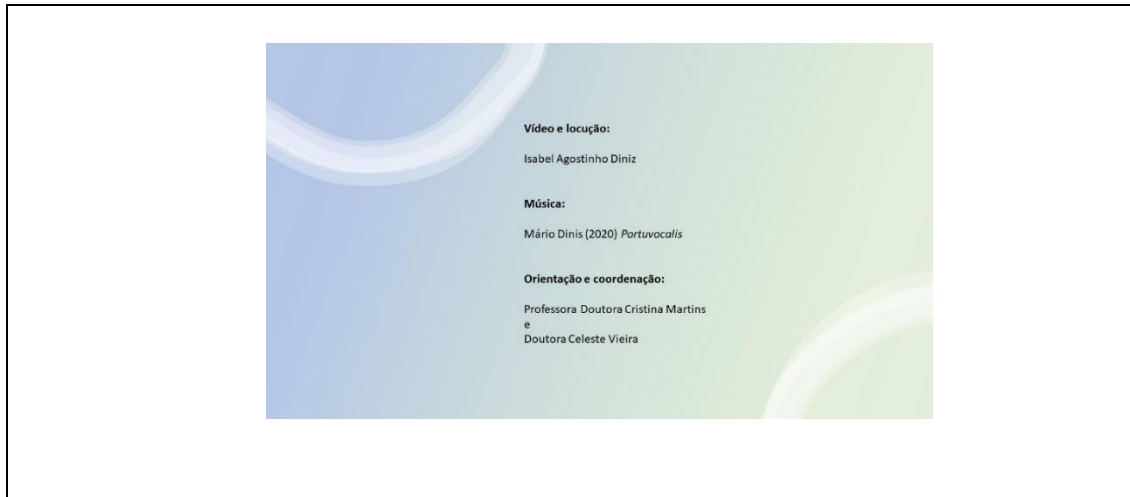 Vídeo e locução:
Isabel Agostinho Diniz
Música:
Mário Dinis (2020) Portuvocalis
Orientação e coordenação:
Professora Doutora Cristina Martins
e
Doutora Celeste Vieira